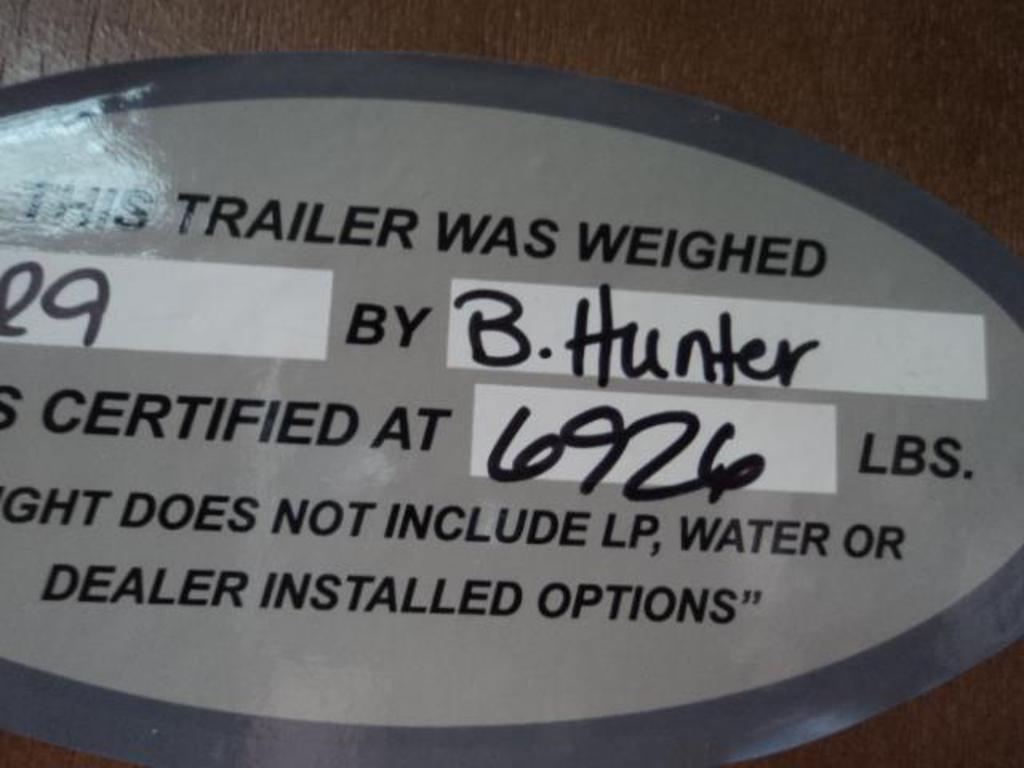 THIS TRAILER WAS WEIGHED
89 BY B. Hunter
S CERTIFIED AT 6926 LBS.
IGHT DOES NOT INCLUDE LP, WATER OR
DEALER INSTALLED OPTIONS”